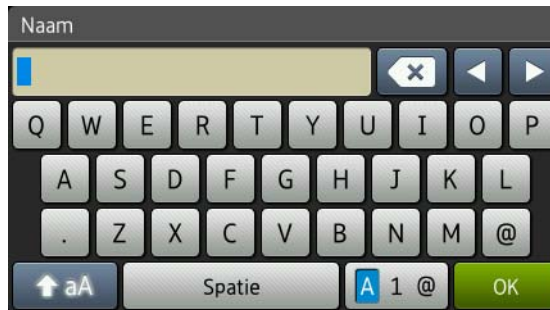 Naam
Q W E R T Y U I O P
A S D F G H J K L
. Z X C V B N M @
aA Spatie A 1 @ OK